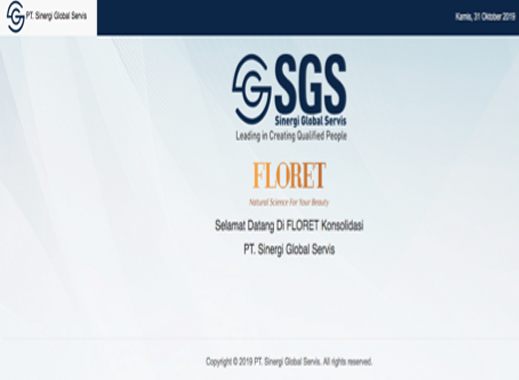 PT. Sinergi Global Servis
Kamis, 31 Oktober 2019
SGS
Sinergi Global Servis
Leading in Creating Qualified People
FLORET
Natural Science For Your Beauty
Selamat Datang Di FLORET Konsolidasi
PT. Sinergi Global Servis
Copyright © 2019 PT. Sinergi Global Servis. All rights reserved.